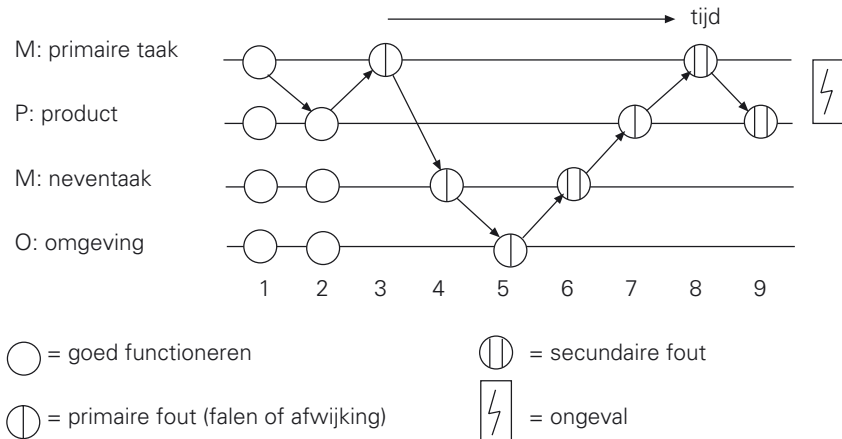 tijd
M: primaire taak
P: product
M: neventaak
O: omgeving
1 2 3 4 5 6 7 8 9
= goed functioneren
= secundaire fout
= primaire fout (falen of afwijking)
= ongeval